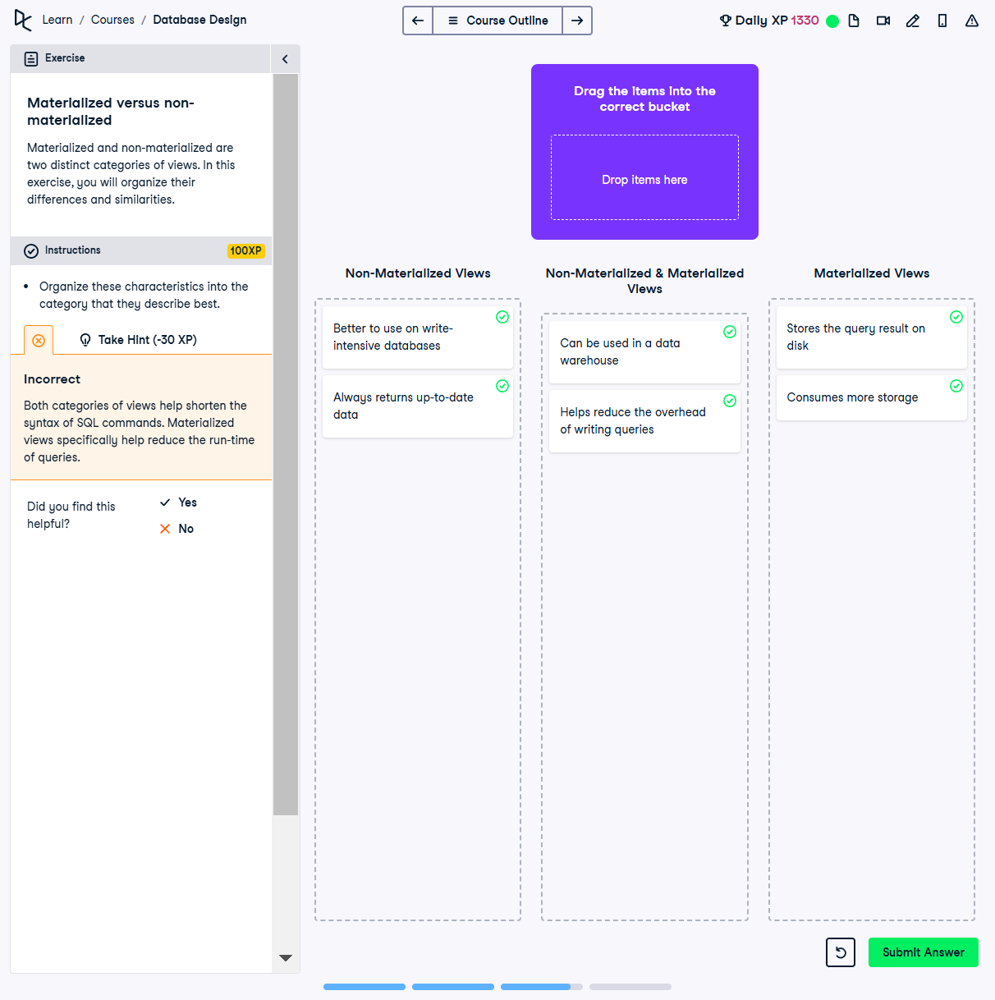 Learn / Courses / Database Design
Course Outline
Daily XP 1330
Exercise
Materialized versus non-
materialized
Materialized and non-materialized are
two distinct categories of views. In this
exercise, you will organize their
differences and similarities.
Instructions
100XP
• Organize these characteristics into the
category that they describe best.
Take Hint (-30 XP)
Incorrect
Both categories of views help shorten the
syntax of SQL commands. Materialized
views specifically help reduce the run-time
of queries.
Did you find this
helpful?
Yes
No
Drag the items into the
correct bucket
Drop items here
Non-Materialized Views
Better to use on write-
intensive databases
Always returns up-to-date
data
Non-Materialized & Materialized
Views
Can be used in a data
warehouse
Helps reduce the overhead
of writing queries
Materialized Views
Stores the query result on
disk
Consumes more storage
Submit Answer